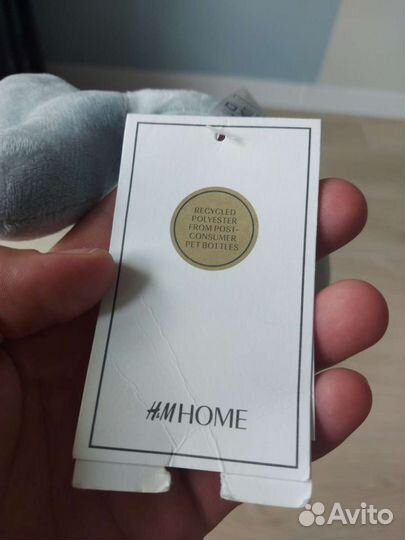 RECYCLED
POLYESTER
FROM POST-
CONSUMER
PET BOTTLES
H&M HOME
Avito